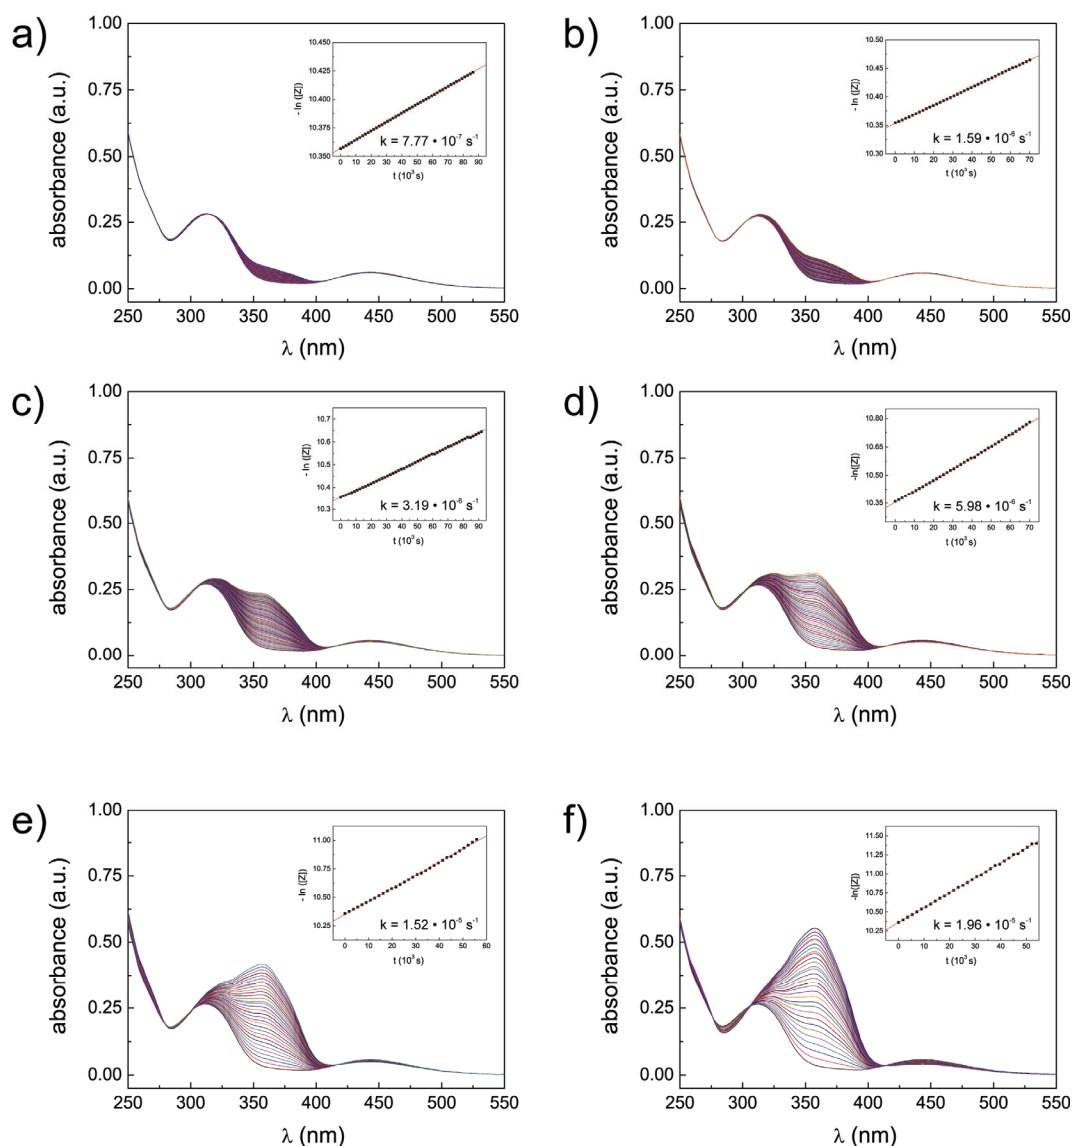 a)
absorbance (a.u.)
1.00
0.75
0.50
0.25
0.00
250 300 350 400 450 500 550
λ (nm)
- ln ([Z])
10.450
10.425
10.400
10.375
10.350
0 10 20 30 40 50 60 70 80 90
t (10³ s)
k = 7.77 • 10⁻⁷ s⁻¹
b)
absorbance (a.u.)
1.00
0.75
0.50
0.25
0.00
250 300 350 400 450 500 550
λ (nm)
- ln ([Z])
10.50
10.45
10.40
10.35
10.30
0 10 20 30 40 50 60 70
t (10³ s)
k = 1.59 • 10⁻⁶ s⁻¹
c)
absorbance (a.u.)
1.00
0.75
0.50
0.25
0.00
250 300 350 400 450 500 550
λ (nm)
- ln ([Z])
10.7
10.6
10.5
10.4
10.3
0 10 20 30 40 50 60 70 80 90
t (10³ s)
k = 3.19 • 10⁻⁶ s⁻¹
d)
absorbance (a.u.)
1.00
0.75
0.50
0.25
0.00
250 300 350 400 450 500 550
λ (nm)
-ln([Z])
10.80
10.65
10.50
10.35
0 10 20 30 40 50 60 70
t (10³ s)
k = 5.98 • 10⁻⁶ s⁻¹
e)
absorbance (a.u.)
1.00
0.75
0.50
0.25
0.00
250 300 350 400 450 500 550
λ (nm)
- ln ([Z])
11.00
10.75
10.50
10.25
0 10 20 30 40 50 60
t (10³ s)
k = 1.52 • 10⁻⁵ s⁻¹
f)
absorbance (a.u.)
1.00
0.75
0.50
0.25
0.00
250 300 350 400 450 500 550
λ (nm)
-ln([Z])
11.50
11.25
11.00
10.75
10.50
10.25
0 10 20 30 40 50
t (10³ s)
k = 1.96 • 10⁻⁵ s⁻¹